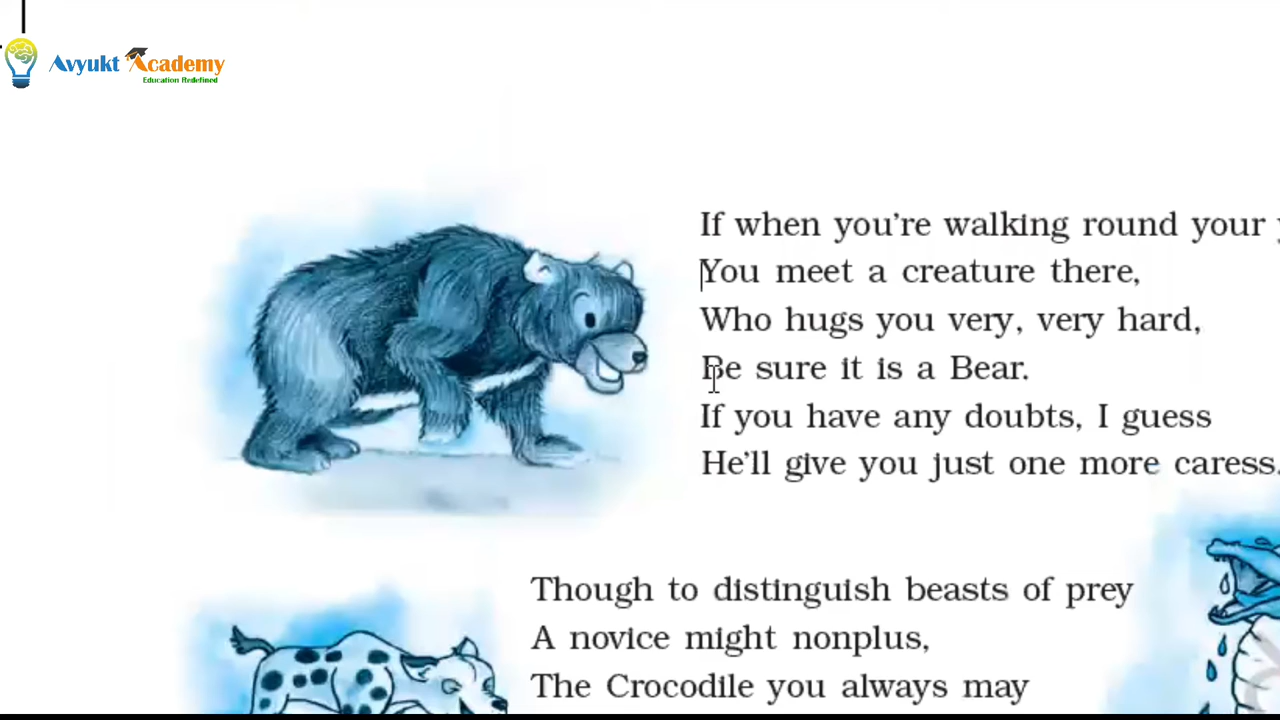 Avyukt Academy
Education Redefined
If when you're walking round your
You meet a creature there,
Who hugs you very, very hard,
Be sure it is a Bear.
If you have any doubts, I guess
He'll give you just one more caress.
Though to distinguish beasts of prey
A novice might nonplus,
The Crocodile you always may